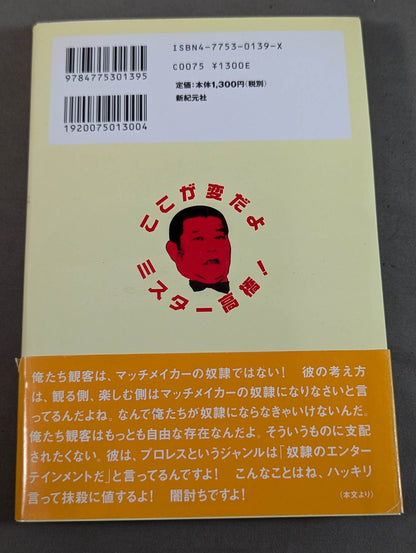 ISBN4-7753-0139-X
C0075 ¥1300E
定価:本体1,300円(税別)
新紀元社
9784775301395
1920075013004
ここが変だよ
ミスター高橋!
俺たち観客は、マッチメイカーの奴隷ではない! 彼の考え方
は、観る側、楽しむ側はマッチメイカーの奴隷になりなさいと言
ってるんだよね。なんで俺たちが奴隷にならなきゃいけないんだ。
俺たち観客はもっとも自由な存在なんだよ。そういうものに支配
されたくない。彼は、プロレスというジャンルは「奴隷のエンター
テインメントだ」と言ってるんですよ! こんなことはね、ハッキリ
言って抹殺に値するよ! 闇討ちですよ!
(本文より)